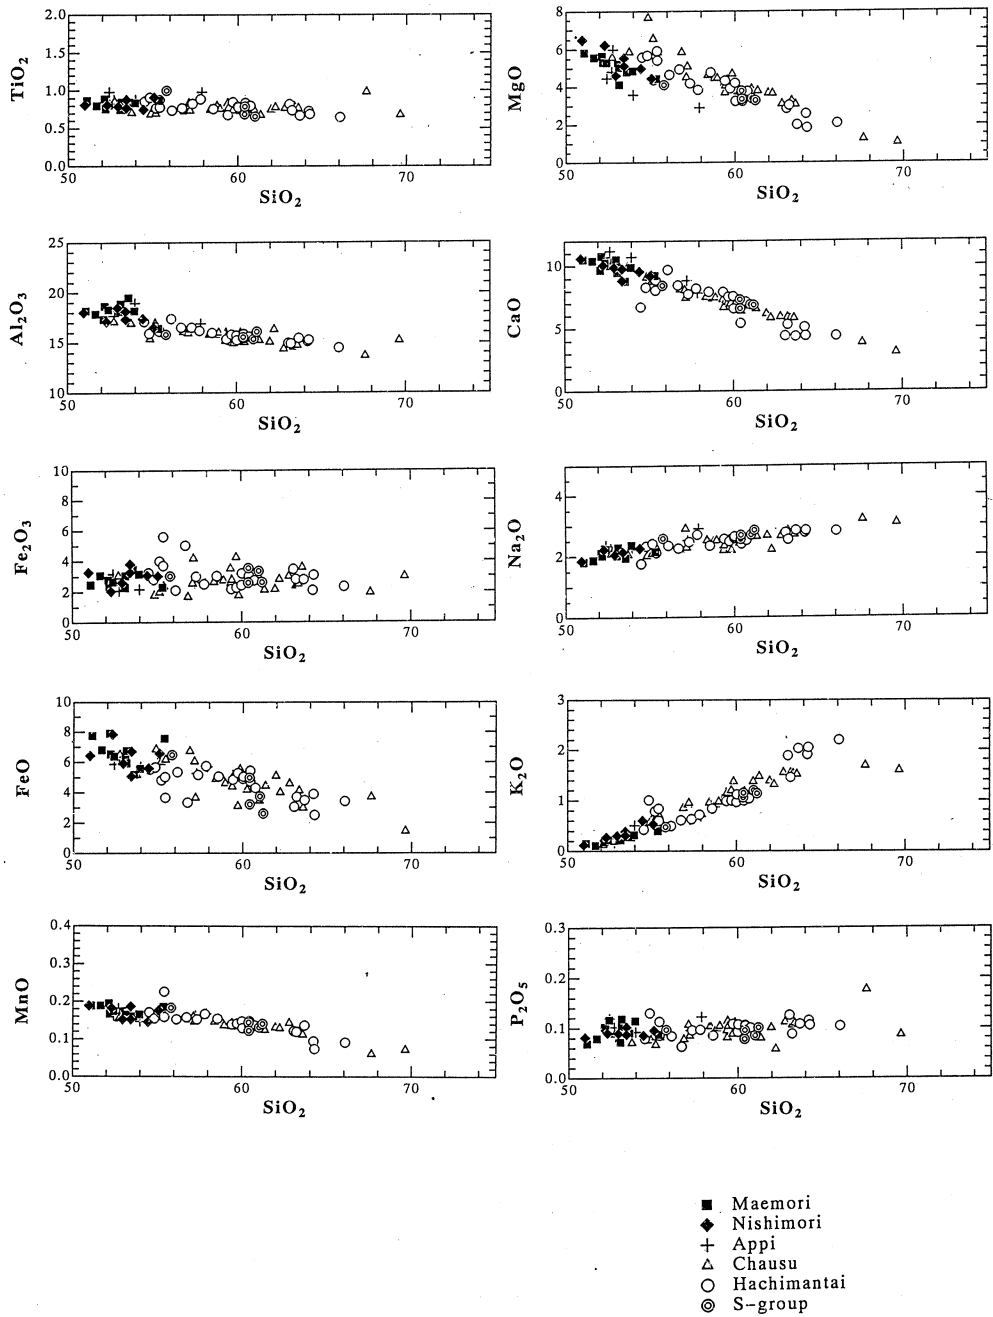 TiO2
2.0
1.5
1.0
0.5
0.0
50
60
70
SiO2
MgO
8
6
4
2
0
50
60
70
SiO2
Al2O3
25
20
15
10
50
60
70
SiO2
CaO
10
5
0
50
60
70
SiO2
Fe2O3
10
8
6
4
2
0
50
60
70
SiO2
Na2O
4
2
0
50
60
70
SiO2
FeO
10
8
6
4
2
0
50
60
70
SiO2
K2O
3
2
1
0
50
60
70
SiO2
MnO
0.4
0.3
0.2
0.1
0.0
50
60
70
SiO2
P2O5
0.3
0.2
0.1
0.0
50
60
70
SiO2
Maemori
Nishimori
Appi
Chausu
Hachimantai
S-group